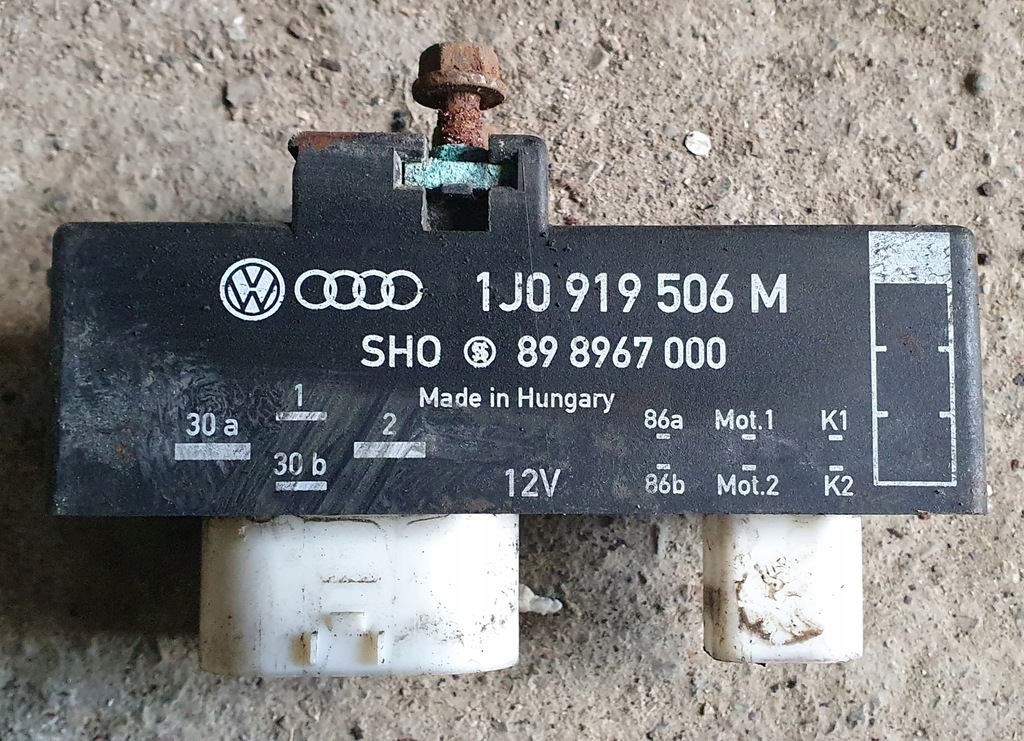 1J0 919 506 M
SHO 89 8967 000
Made in Hungary
1
30 a
2
30 b
12V
86a Mot.1 K1
86b Mot.2 K2